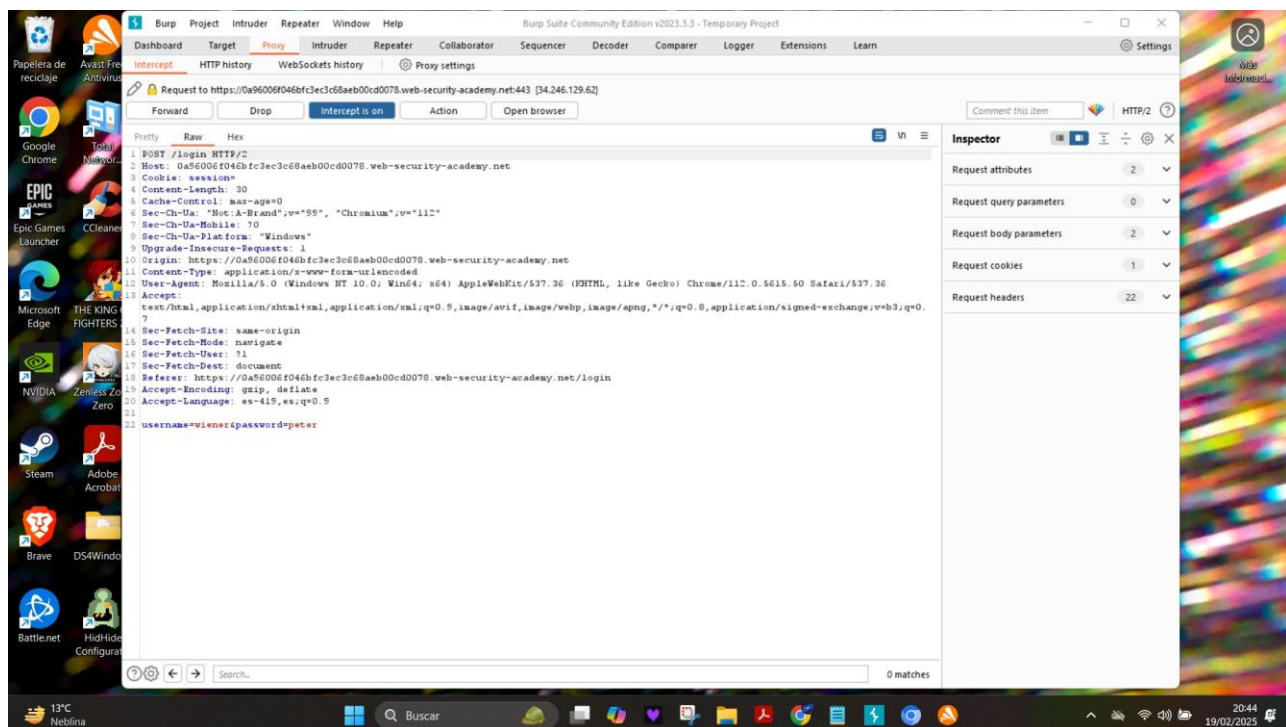 Burp Project Intruder Repeater Window Help
Burp Suite Community Edition v2023.3.3 - Temporary Project
Dashboard Target Proxy Intruder Repeater Collaborator Sequencer Decoder Comparer Logger Extensions Learn
Settings
Intercept HTTP history WebSockets history Proxy settings
Request to https://0a96006f046bfc3ec3c68aeb00cd0078.web-security-academy.net:443 [34.246.129.62]
Forward Drop Intercept is on Action Open browser
Comment this item HTTP/2
Pretty Raw Hex
\n
1 POST /login HTTP/2
2 Host: 0a96006f046bfc3ec3c68aeb00cd0078.web-security-academy.net
3 Cookie: session=
4 Content-Length: 30
5 Cache-Control: max-age=0
6 Sec-Ch-Ua: "Not:A-Brand";v="99", "Chromium";v="112"
7 Sec-Ch-Ua-Mobile: ?0
8 Sec-Ch-Ua-Platform: "Windows"
9 Upgrade-Insecure-Requests: 1
10 Origin: https://0a96006f046bfc3ec3c68aeb00cd0078.web-security-academy.net
11 Content-Type: application/x-www-form-urlencoded
12 User-Agent: Mozilla/5.0 (Windows NT 10.0; Win64; x64) AppleWebKit/537.36 (KHTML, like Gecko) Chrome/112.0.5615.50 Safari/537.36
13 Accept:
text/html,application/xhtml+xml,application/xml;q=0.9,image/avif,image/webp,image/apng,*/*;q=0.8,application/signed-exchange;v=b3;q=0.
7
14 Sec-Fetch-Site: same-origin
15 Sec-Fetch-Mode: navigate
16 Sec-Fetch-User: ?1
17 Sec-Fetch-Dest: document
18 Referer: https://0a96006f046bfc3ec3c68aeb00cd0078.web-security-academy.net/login
19 Accept-Encoding: gzip, deflate
20 Accept-Language: es-419,es;q=0.9
21
22 username=wiener&password=peter
Inspector
Request attributes 2
Request query parameters 0
Request body parameters 2
Request cookies 1
Request headers 22
Search...
0 matches
Papelera de
reciclaje
Avast Fre
Antivirus
Google
Chrome
Total
Networ...
EPIC
GAMES
Epic Games
Launcher
CCleaner
Microsoft
Edge
THE KING
FIGHTERS
NVIDIA
Zenless Zo
Zero
Steam
Adobe
Acrobat
Brave
DS4Windo
Battle.net
HidHide
Configurat
Más
informaci...
13°C
Neblina
Buscar
20:44
19/02/2025